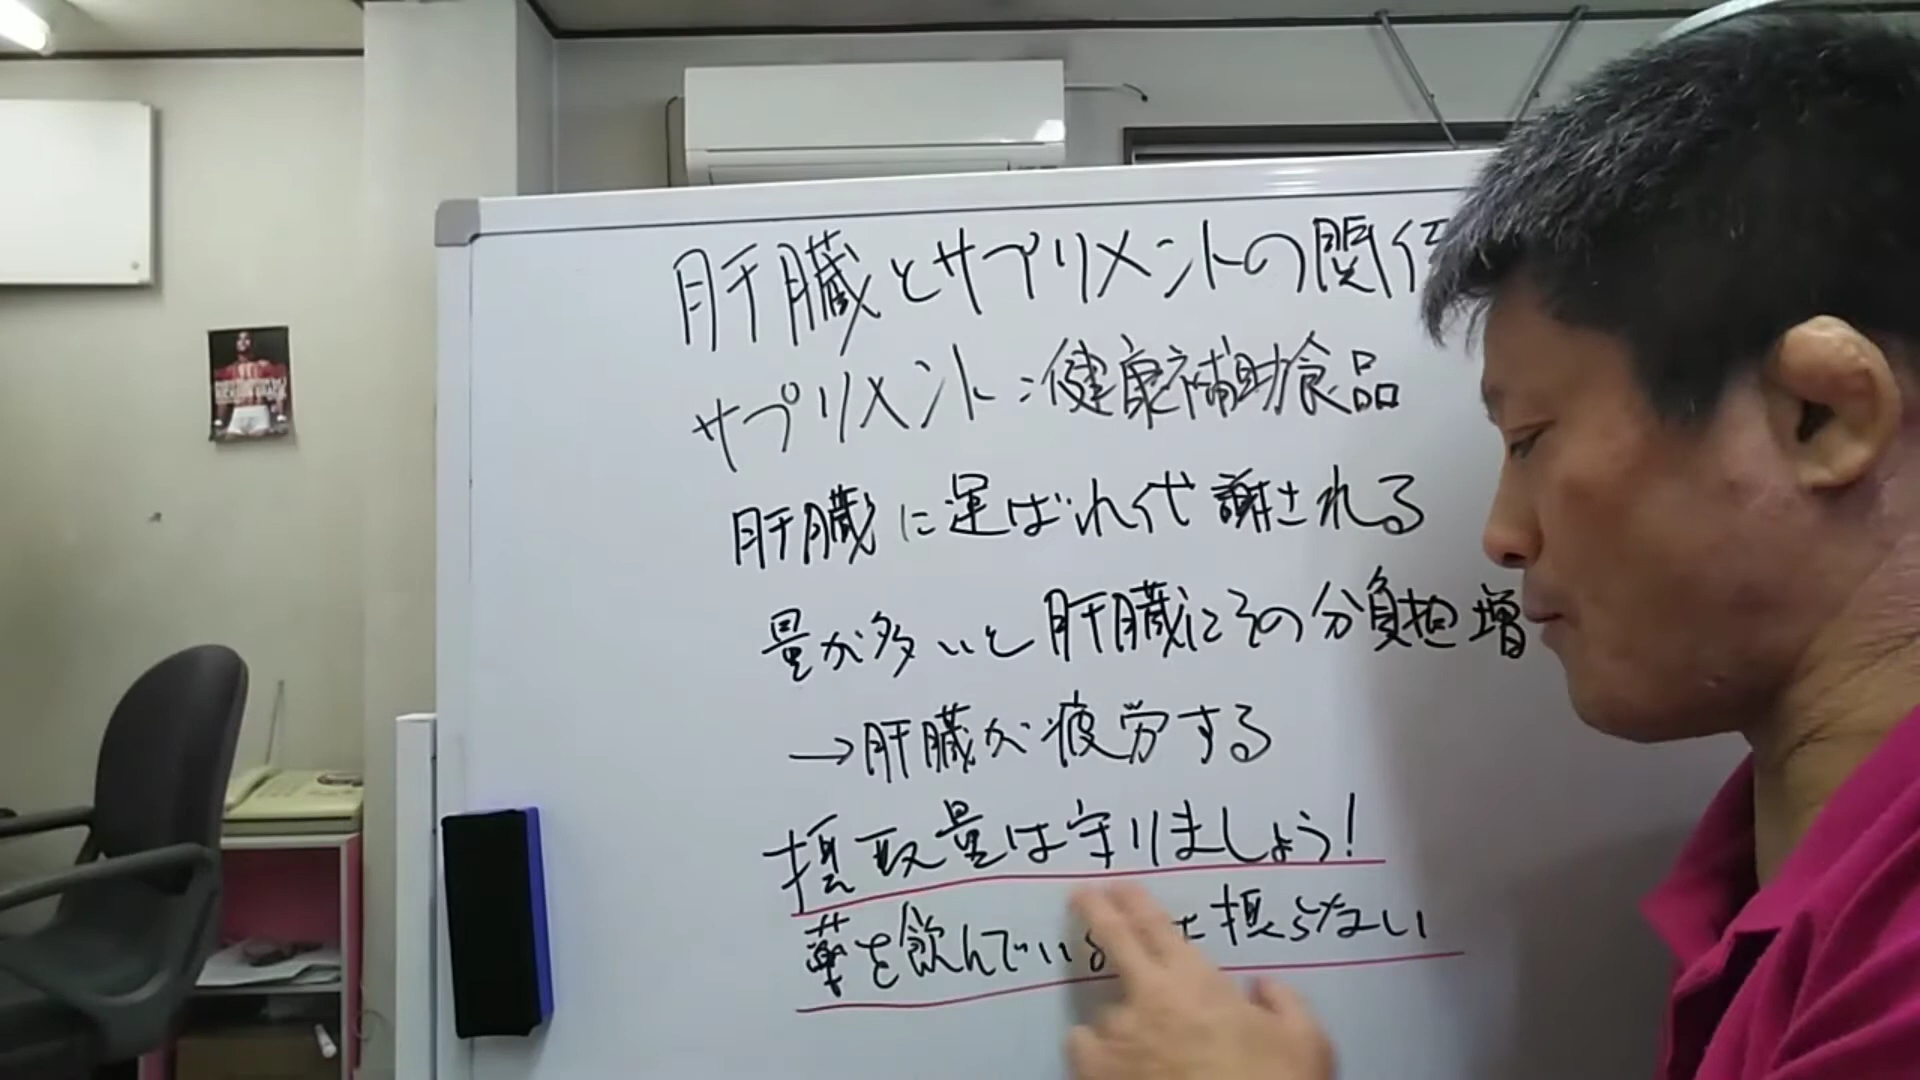 肝臓とサプリメントの関係
サプリメント:健康補助食品
肝臓に運ばれ代謝される
量が多いと肝臓にその分負担増
→肝臓が疲労する
摂取量は守りましょう!
薬を飲んでいる は摂らない